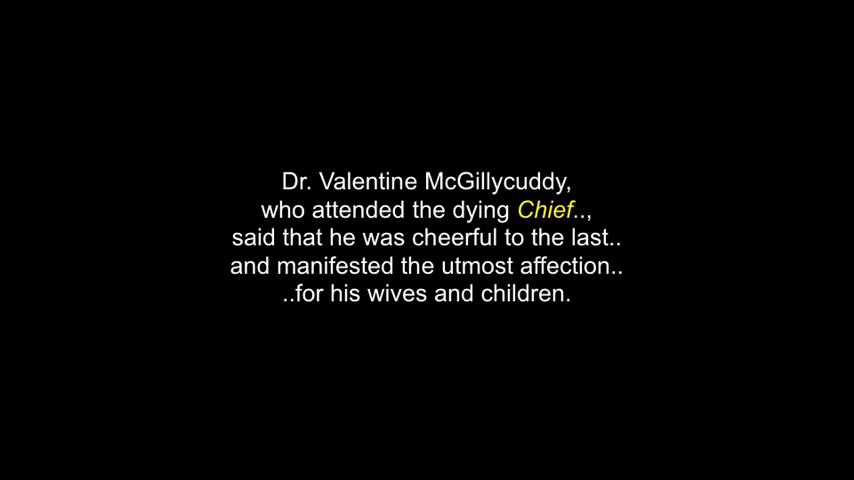 Dr. Valentine McGillycuddy,
who attended the dying Chief..,
said that he was cheerful to the last..
and manifested the utmost affection..
..for his wives and children.